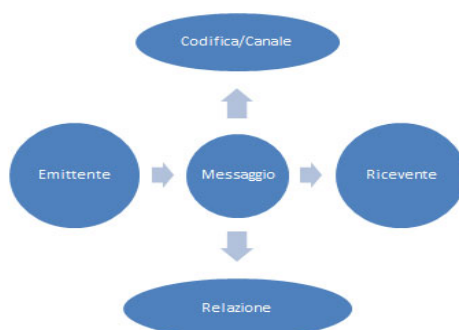 Codifica/Canale
Emittente
Messaggio
Ricevente
Relazione